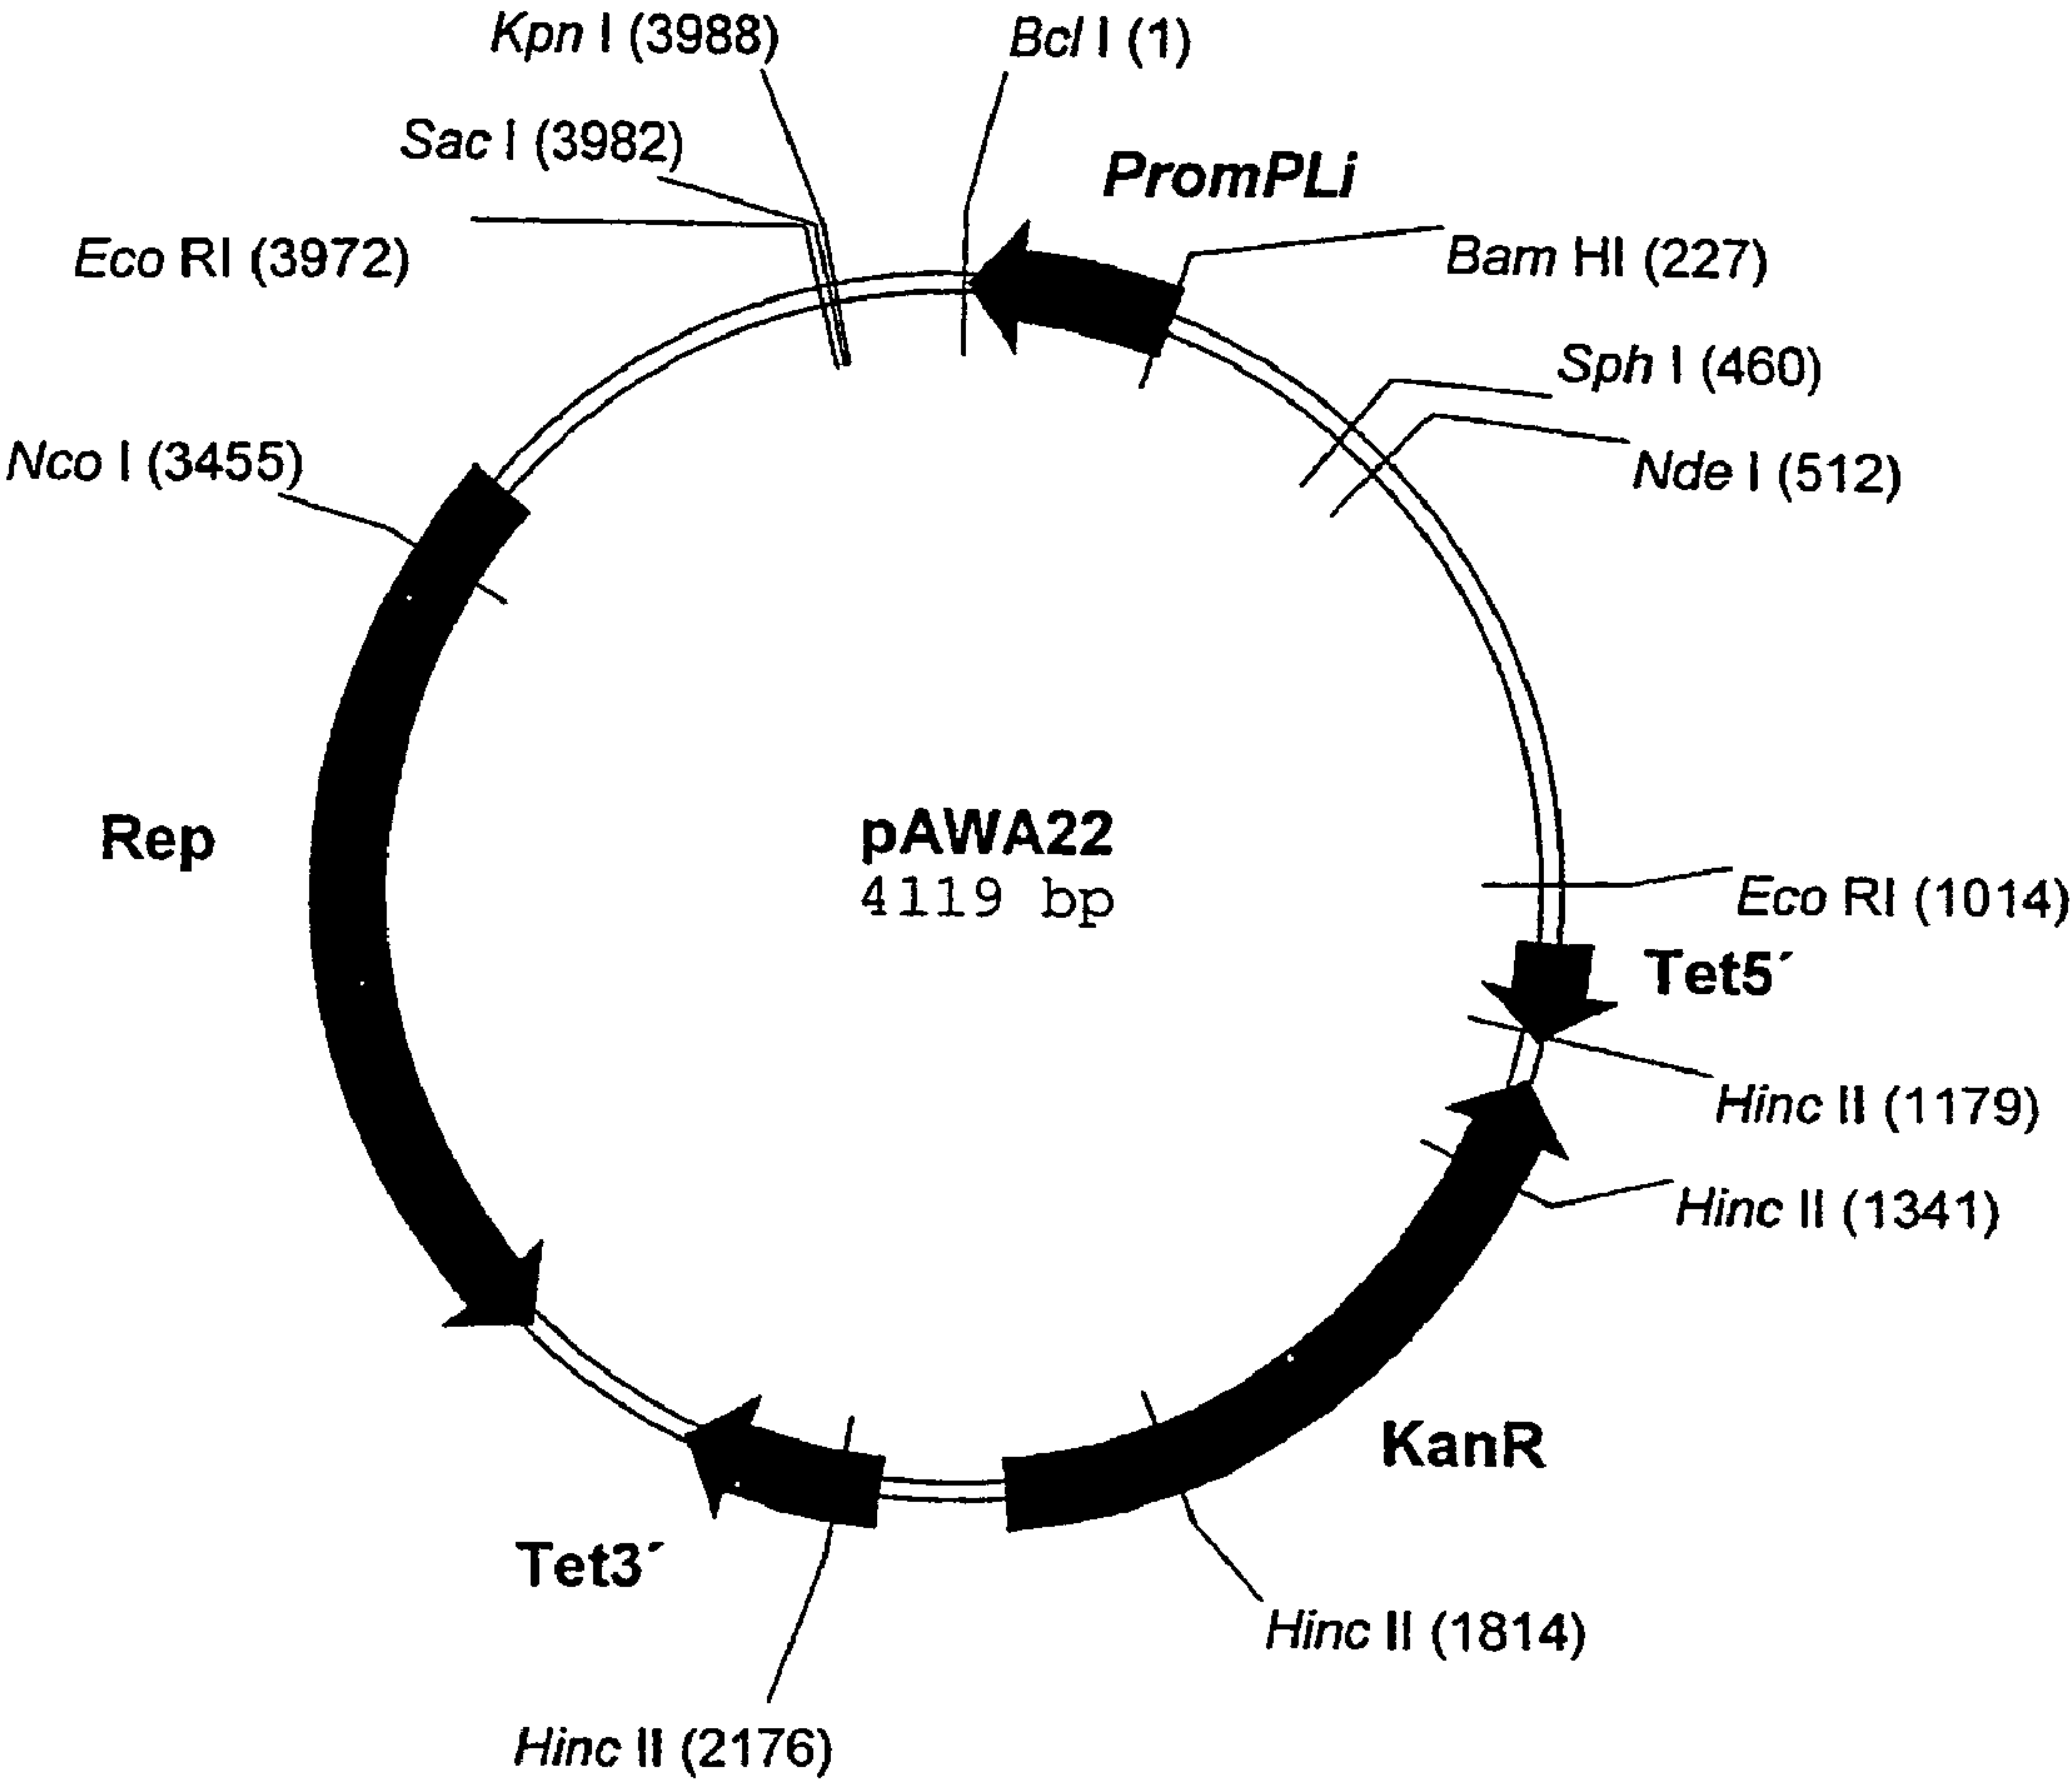 Kpn I (3988)
Bcl I (1)
Sac I (3982)
PromPLi
Eco RI (3972)
Bam HI (227)
Sph I (460)
Nco I (3455)
Nde I (512)
Rep
pAWA22
4119 bp
Eco RI (1014)
Tet5´
Hinc II (1179)
Hinc II (1341)
KanR
Tet3´
Hinc II (1814)
Hinc II (2176)